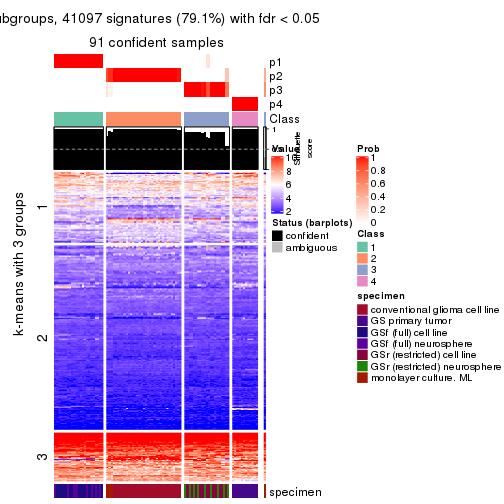 ubgroups, 41097 signatures (79.1%) with fdr < 0.05
91 confident samples
p1
p2
p3
p4
Class
1
Silhouette
score
k-means with 3 groups
1
2
3
specimen
Value
10
8
6
4
2
Status (barplots)
confident
ambiguous
Prob
1
0.8
0.6
0.4
0.2
0
Class
1
2
3
4
specimen
conventional glioma cell line
GS primary tumor
GSf (full) cell line
GSf (full) neurosphere
GSr (restricted) cell line
GSr (restricted) neurosphere
monolayer culture. ML